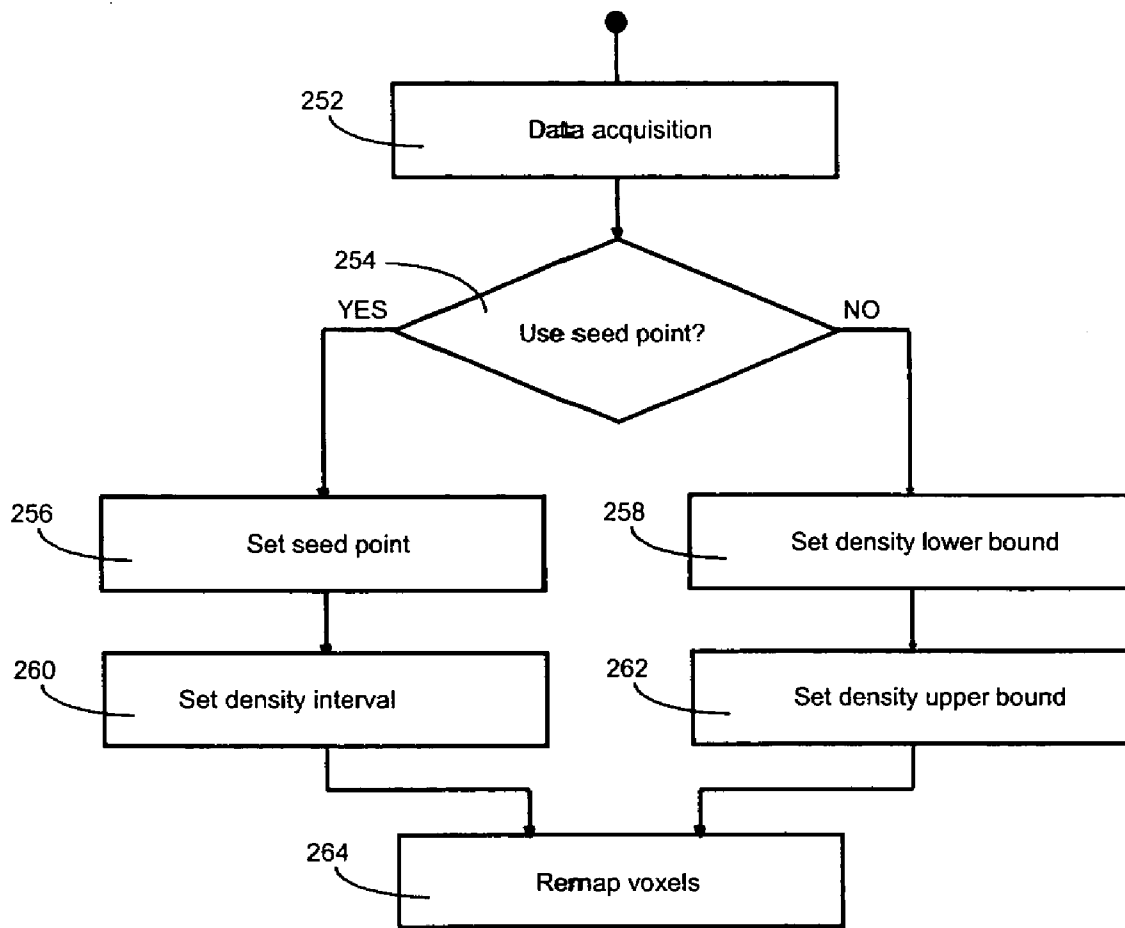 252
Data acquisition
254
YES
NO
Use seed point?
256
Set seed point
258
Set density lower bound
260
Set density interval
262
Set density upper bound
264
Remap voxels